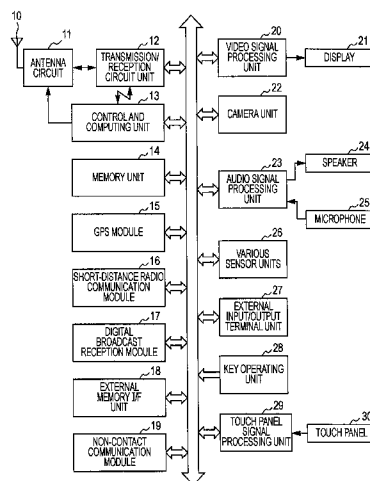 10
11
ANTENNA
CIRCUIT
12
TRANSMISSION/
RECEPTION
CIRCUIT UNIT
13
CONTROL AND
COMPUTING UNIT
14
MEMORY UNIT
15
GPS MODULE
16
SHORT-DISTANCE RADIO
COMMUNICATION
MODULE
17
DIGITAL
BROADCAST
RECEPTION MODULE
18
EXTERNAL
MEMORY I/F
UNIT
19
NON-CONTACT
COMMUNICATION
MODULE
20
VIDEO SIGNAL
PROCESSING
UNIT
21
DISPLAY
22
CAMERA UNIT
23
AUDIO SIGNAL
PROCESSING
UNIT
24
SPEAKER
25
MICROPHONE
26
VARIOUS
SENSOR UNITS
27
EXTERNAL
INPUT/OUTPUT
TERMINAL UNIT
28
KEY OPERATING
UNIT
29
TOUCH PANEL
SIGNAL
PROCESSING UNIT
30
TOUCH PANEL